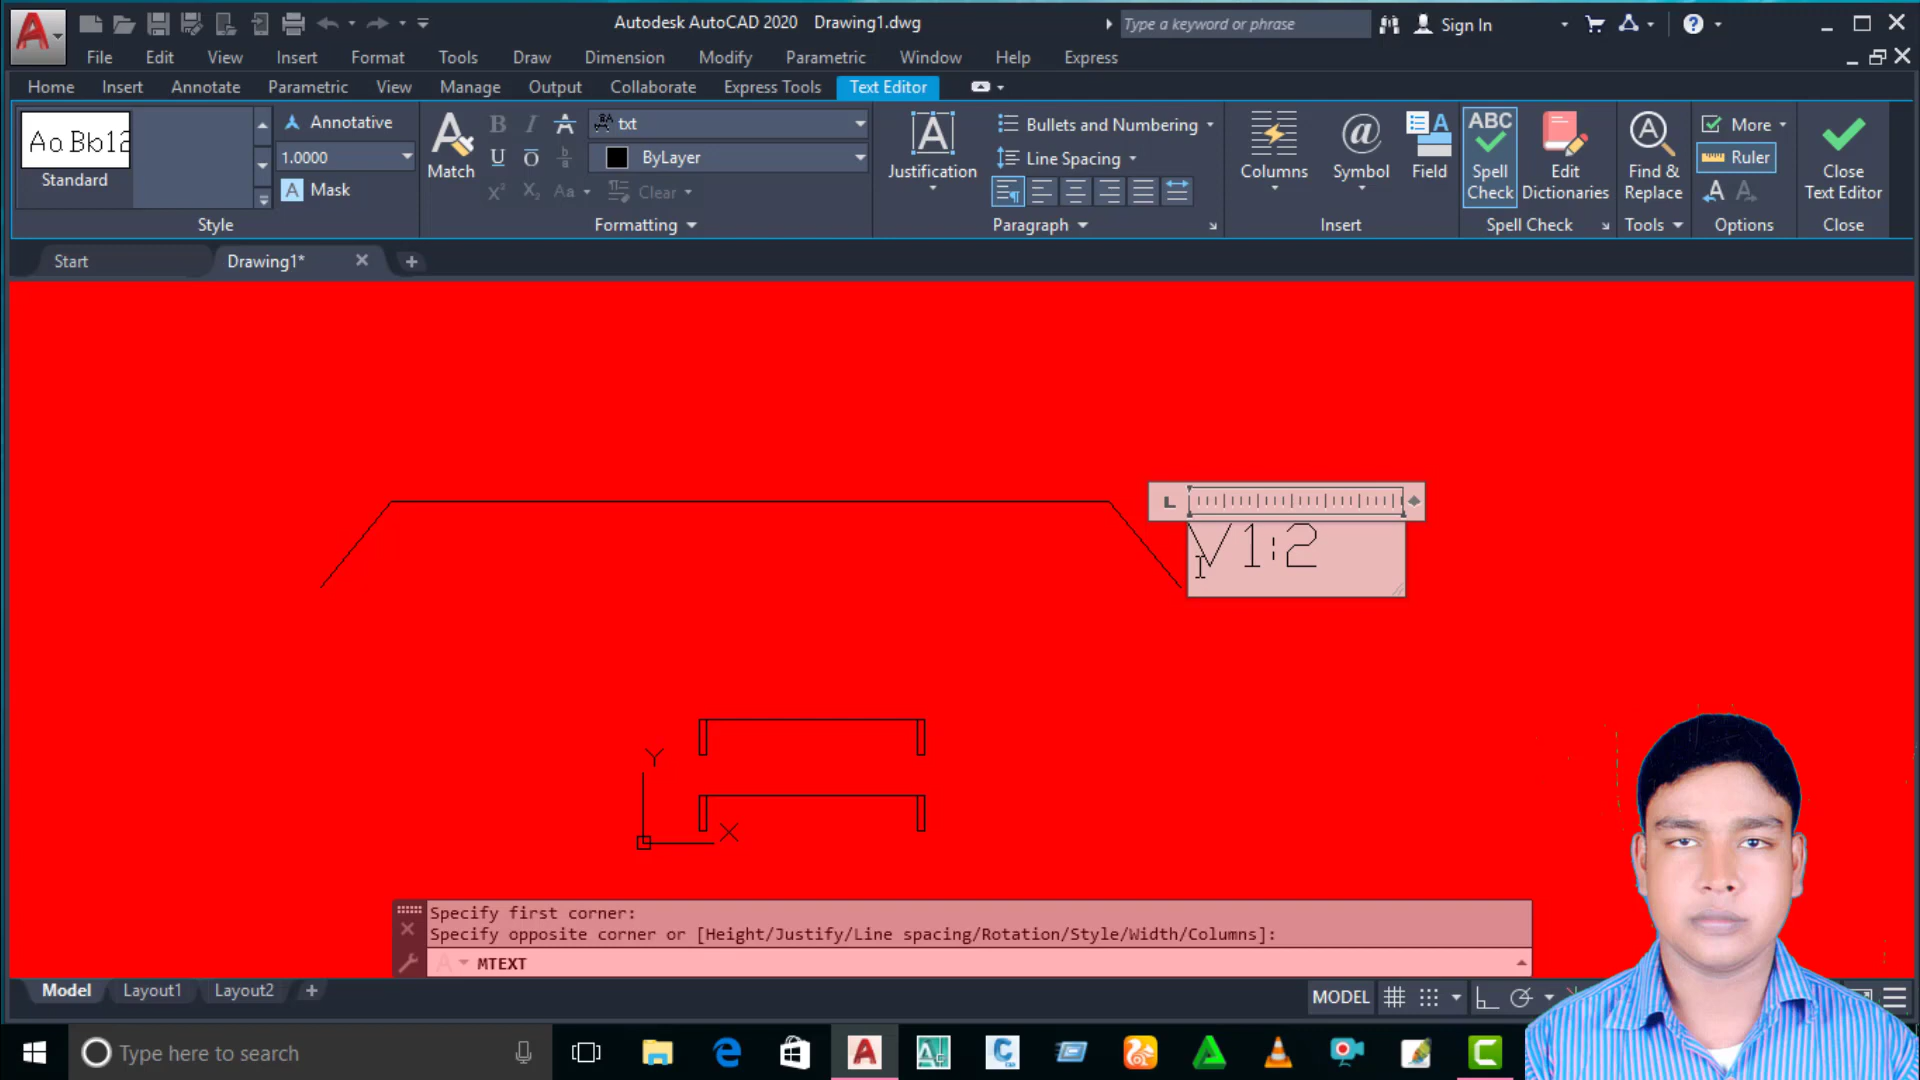 Autodesk AutoCAD 2020 Drawing1.dwg
Type a keyword or phrase
Sign In
File Edit View Insert Format Tools Draw Dimension Modify Parametric Window Help Express
Home Insert Annotate Parametric View Manage Output Collaborate Express Tools Text Editor
Aa Bb12
Standard
Annotative
1.0000
Mask
Style
Match
txt
ByLayer
Aa
Clear
Formatting
Justification
Bullets and Numbering
Line Spacing
Paragraph
Columns
Symbol
Field
Insert
ABC
Spell
Check
Edit
Dictionaries
Spell Check
Find &
Replace
Tools
More
Ruler
Options
Close
Text Editor
Close
Start
Drawing1*
L
V1:2
Y
X
Specify first corner:
Specify opposite corner or [Height/Justify/Line spacing/Rotation/Style/Width/Columns]:
MTEXT
Model Layout1 Layout2
MODEL
Type here to search